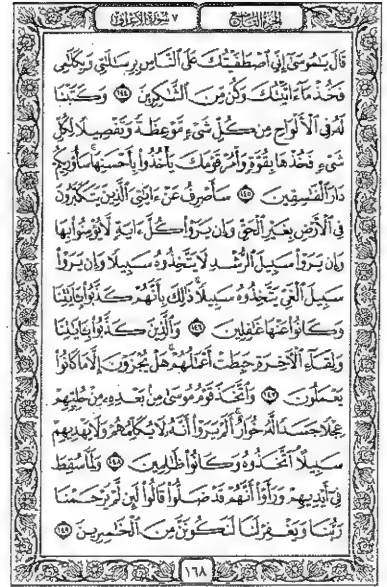 الجزء التاسع ٧ سورة الأعراف
قَالَ يَٰمُوسَىٰٓ إِنِّى ٱصْطَفَيْتُكَ عَلَى ٱلنَّاسِ بِرِسَٰلَٰتِى وَبِكَلَٰمِى
فَخُذْ مَآ ءَاتَيْتُكَ وَكُن مِّنَ ٱلشَّٰكِرِينَ ١٤٤ وَكَتَبْنَا
لَهُۥ فِى ٱلْأَلْوَاحِ مِن كُلِّ شَىْءٍ مَّوْعِظَةً وَتَفْصِيلًا لِّكُلِّ
شَىْءٍ فَخُذْهَا بِقُوَّةٍ وَأْمُرْ قَوْمَكَ يَأْخُذُوا۟ بِأَحْسَنِهَا ۚ سَأُو۟رِيكُمْ
دَارَ ٱلْفَٰسِقِينَ ١٤٥ سَأَصْرِفُ عَنْ ءَايَٰتِىَ ٱلَّذِينَ يَتَكَبَّرُونَ
فِى ٱلْأَرْضِ بِغَيْرِ ٱلْحَقِّ وَإِن يَرَوْا۟ كُلَّ ءَايَةٍ لَّا يُؤْمِنُوا۟ بِهَا
وَإِن يَرَوْا۟ سَبِيلَ ٱلرُّشْدِ لَا يَتَّخِذُوهُ سَبِيلًا وَإِن يَرَوْا۟
سَبِيلَ ٱلْغَىِّ يَتَّخِذُوهُ سَبِيلًا ۚ ذَٰلِكَ بِأَنَّهُمْ كَذَّبُوا۟ بِـَٔايَٰتِنَا
وَكَانُوا۟ عَنْهَا غَٰفِلِينَ ١٤٦ وَٱلَّذِينَ كَذَّبُوا۟ بِـَٔايَٰتِنَا
وَلِقَآءِ ٱلْءَاخِرَةِ حَبِطَتْ أَعْمَٰلُهُمْ ۚ هَلْ يُجْزَوْنَ إِلَّا مَا كَانُوا۟
يَعْمَلُونَ ١٤٧ وَٱتَّخَذَ قَوْمُ مُوسَىٰ مِنۢ بَعْدِهِۦ مِنْ حُلِيِّهِمْ
عِجْلًا جَسَدًا لَّهُۥ خُوَارٌ ۚ أَلَمْ يَرَوْا۟ أَنَّهُۥ لَا يُكَلِّمُهُمْ وَلَا يَهْدِيهِمْ
سَبِيلًا ۘ ٱتَّخَذُوهُ وَكَانُوا۟ ظَٰلِمِينَ ١٤٨ وَلَمَّا سُقِطَ
فِىٓ أَيْدِيهِمْ وَرَأَوْا۟ أَنَّهُمْ قَدْ ضَلُّوا۟ قَالُوا۟ لَئِن لَّمْ يَرْحَمْنَا
رَبُّنَا وَيَغْفِرْ لَنَا لَنَكُونَنَّ مِنَ ٱلْخَٰسِرِينَ ١٤٩
١٦٨